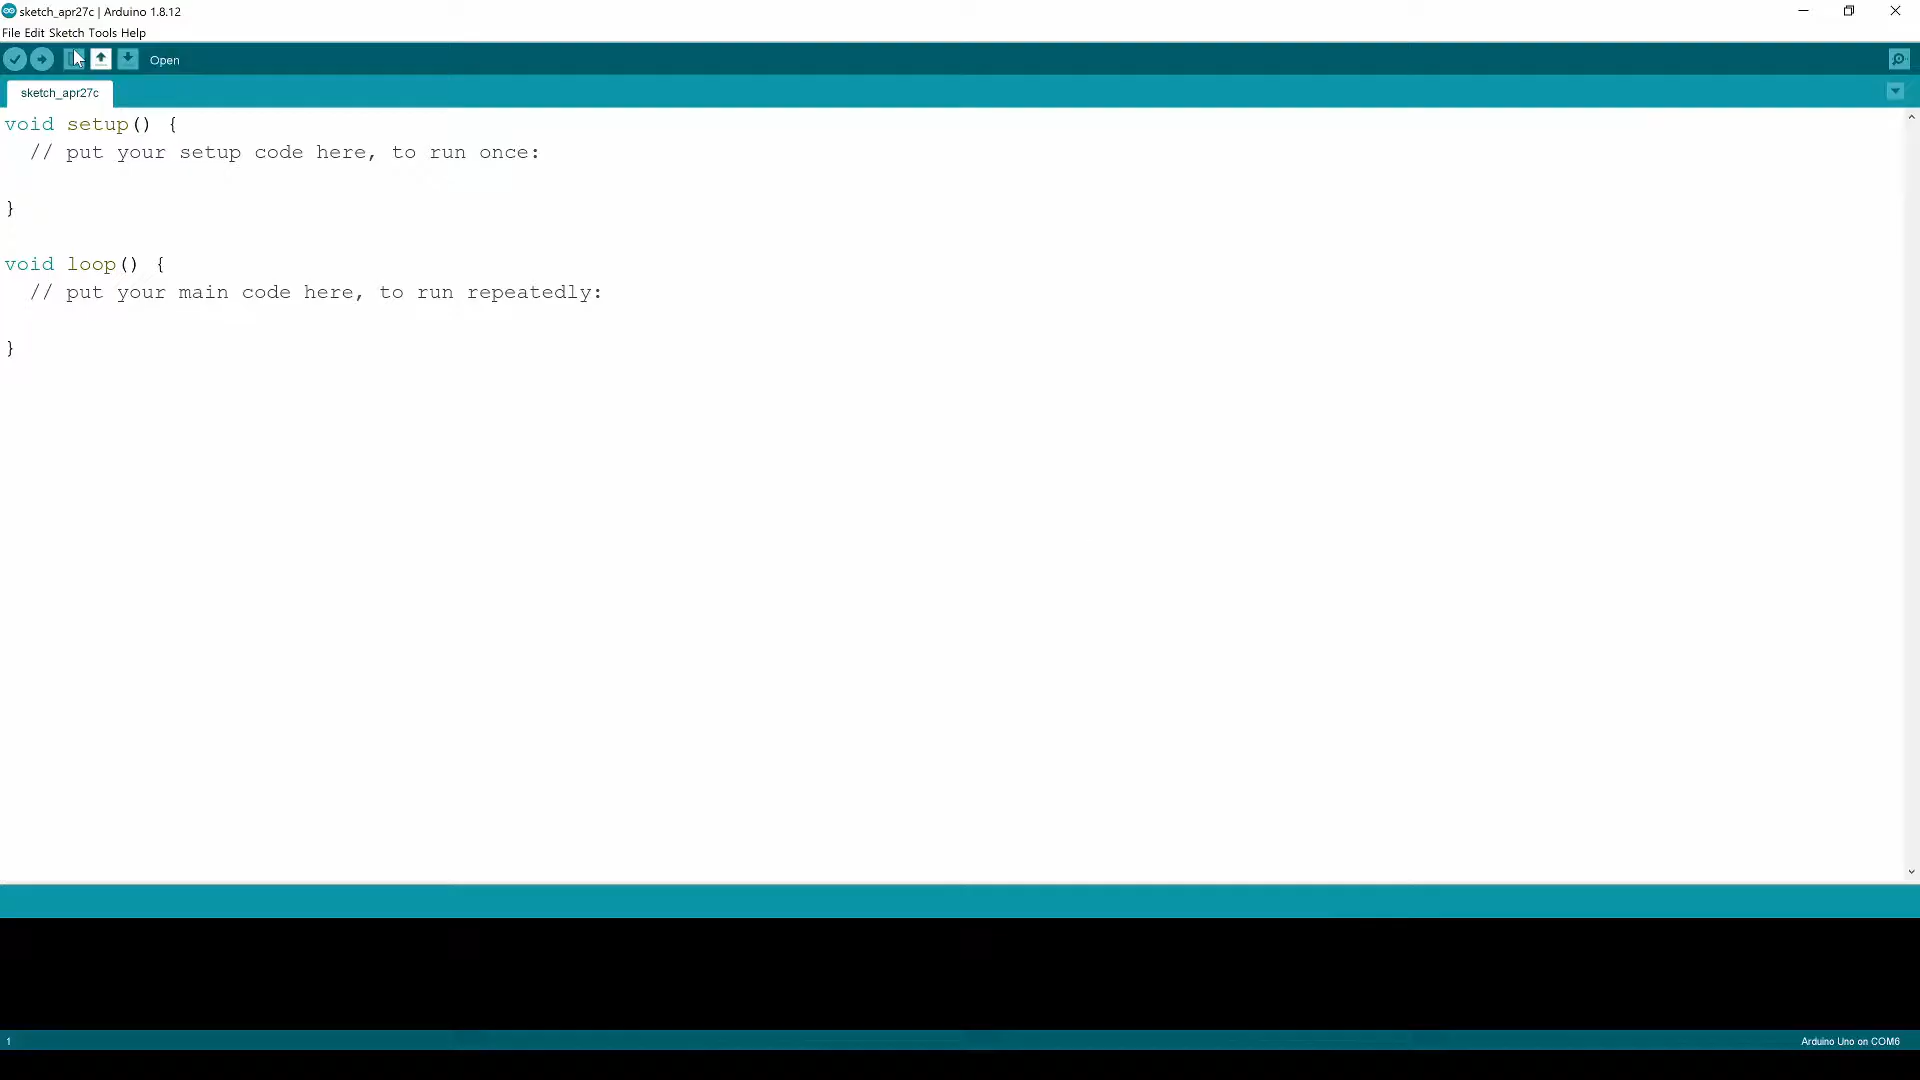 sketch_apr27c | Arduino 1.8.12
File Edit Sketch Tools Help
Open
sketch_apr27c
void setup() {
  // put your setup code here, to run once:
}
void loop() {
  // put your main code here, to run repeatedly:
}
1
Arduino Uno on COM6